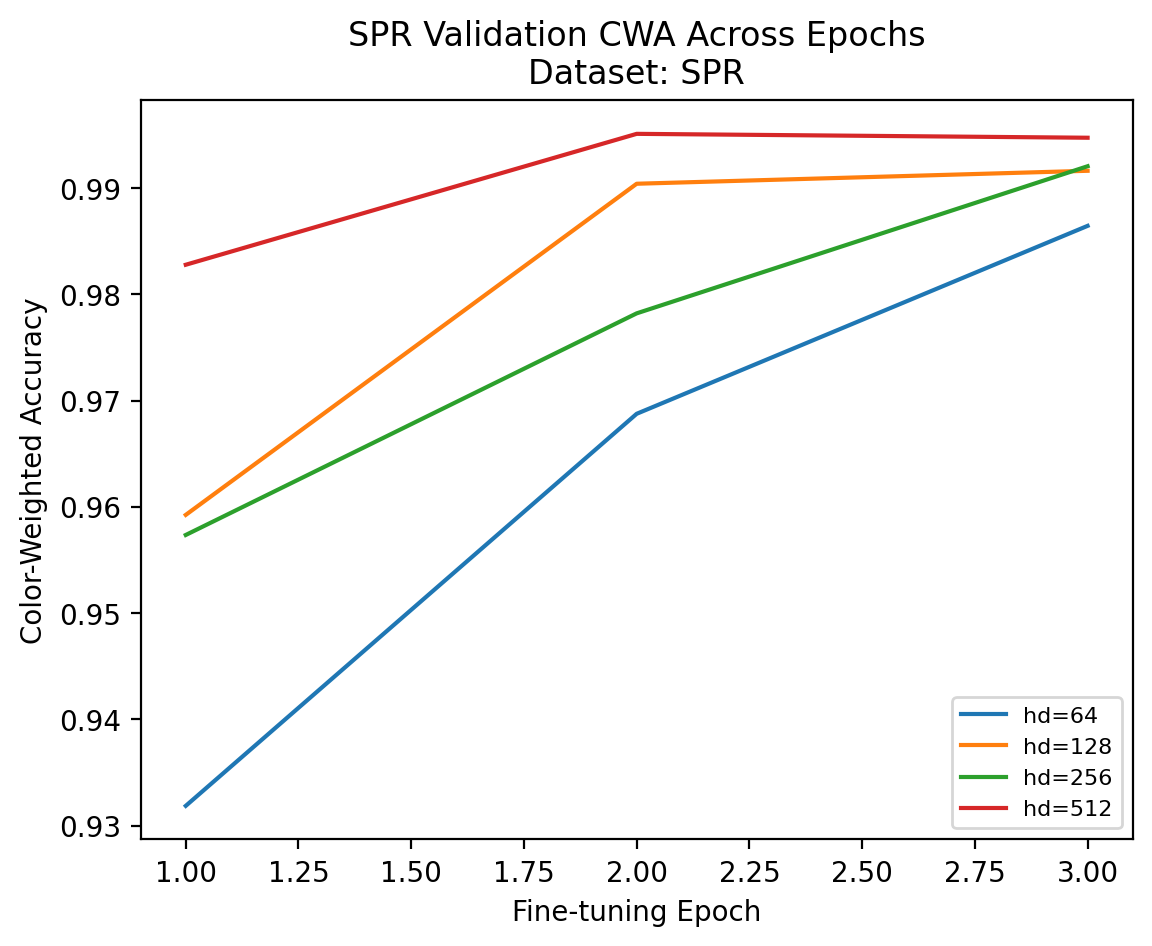 SPR Validation CWA Across Epochs
Dataset: SPR
Color-Weighted Accuracy
0.99
0.98
0.97
0.96
0.95
0.94
0.93
hd=64
hd=128
hd=256
hd=512
1.00 1.25 1.50 1.75 2.00 2.25 2.50 2.75 3.00
Fine-tuning Epoch